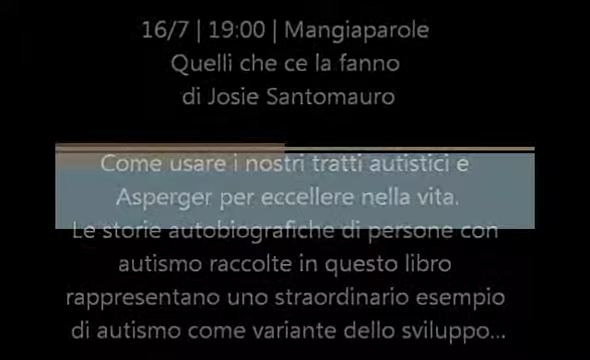 16/7 | 19:00 | Mangiaparole
Quelli che ce la fanno
di Josie Santomauro
Come usare i nostri tratti autistici e
Asperger per eccellere nella vita.
Le storie autobiografiche di persone con
autismo raccolte in questo libro
rappresentano uno straordinario esempio
di autismo come variante dello sviluppo...